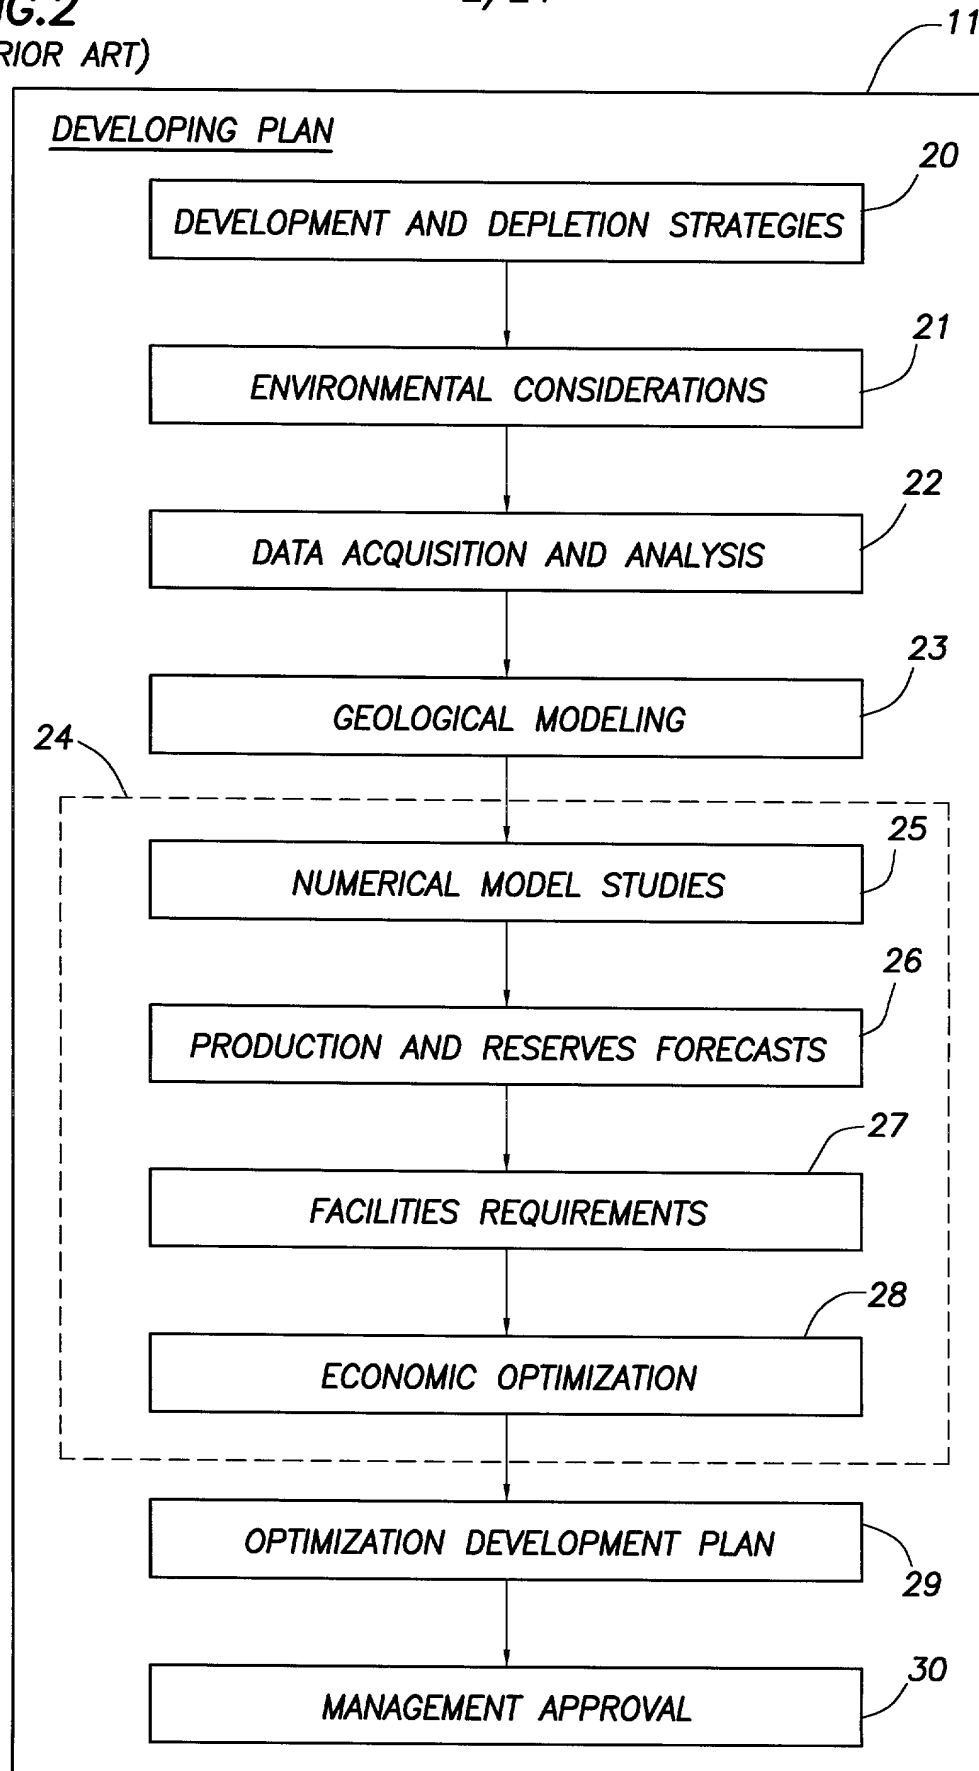 2
RIOR ART)
11
DEVELOPING PLAN
20
DEVELOPMENT AND DEPLETION STRATEGIES
21
ENVIRONMENTAL CONSIDERATIONS
22
DATA ACQUISITION AND ANALYSIS
23
GEOLOGICAL MODELING
24
25
NUMERICAL MODEL STUDIES
26
PRODUCTION AND RESERVES FORECASTS
27
FACILITIES REQUIREMENTS
28
ECONOMIC OPTIMIZATION
OPTIMIZATION DEVELOPMENT PLAN
29
30
MANAGEMENT APPROVAL